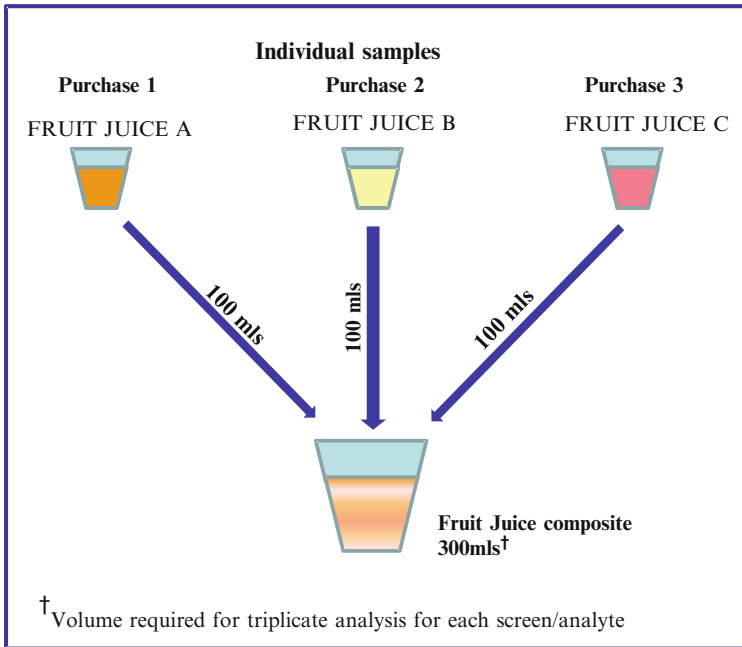 Individual samples
Purchase 1
Purchase 2
Purchase 3
FRUIT JUICE A
FRUIT JUICE B
FRUIT JUICE C
100 mls
100 mls
100 mls
Fruit Juice composite
300mls†
†Volume required for triplicate analysis for each screen/analyte